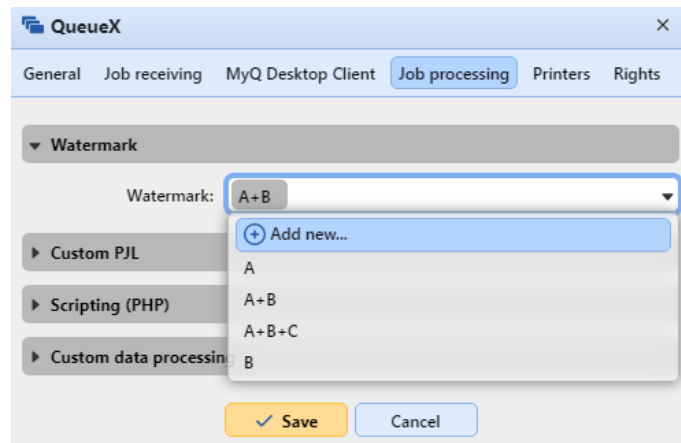 QueueX
General Job receiving MyQ Desktop Client Job processing Printers Rights
Watermark
Watermark: A+B
Add new...
Custom PJL
A
A+B
Scripting (PHP)
A+B+C
Custom data processing
B
Save Cancel